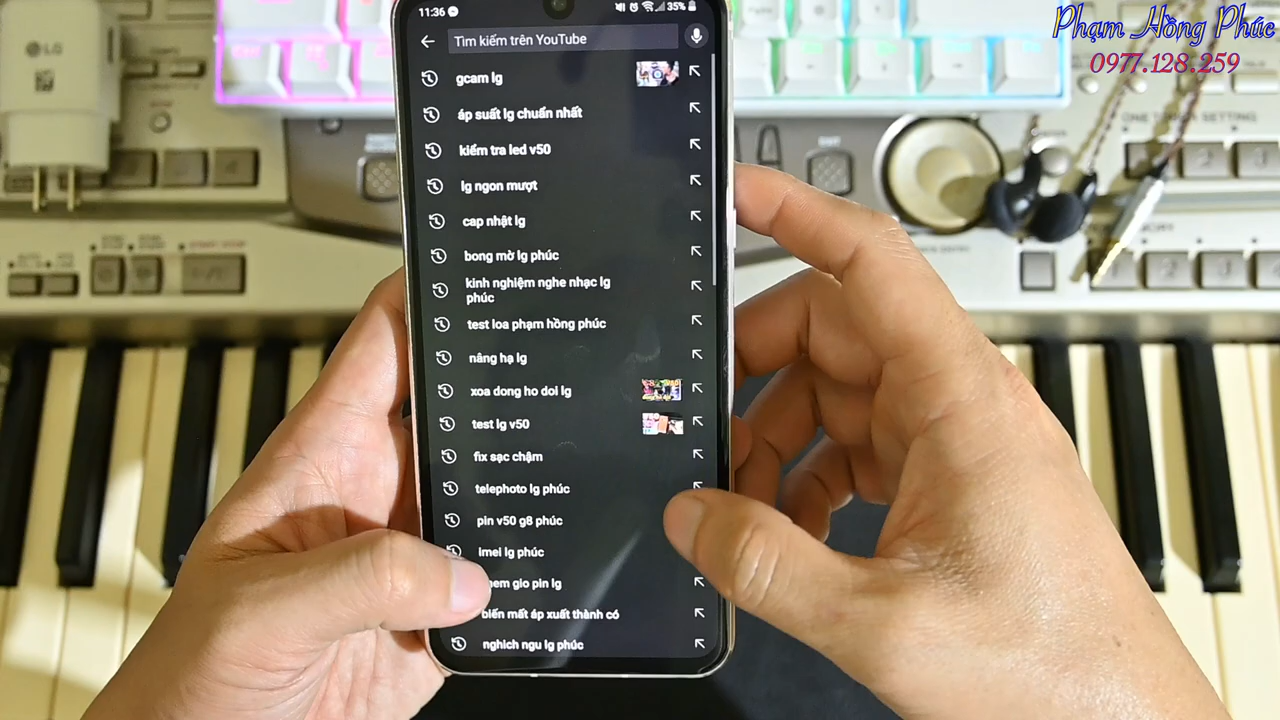 Phạm Hồng Phúc
0977.128.259
11:36
35%
Tìm kiếm trên YouTube
gcam lg
áp suất lg chuẩn nhất
kiểm tra led v50
lg ngon mượt
cap nhật lg
bong mờ lg phúc
kinh nghiệm nghe nhạc lg
phúc
test loa phạm hồng phúc
nâng hạ lg
xoa dong ho doi lg
test lg v50
fix sạc chậm
telephoto lg phúc
pin v50 g8 phúc
imei lg phúc
hem gio pin lg
biến mất áp xuất thành có
nghich ngu lg phúc
LG